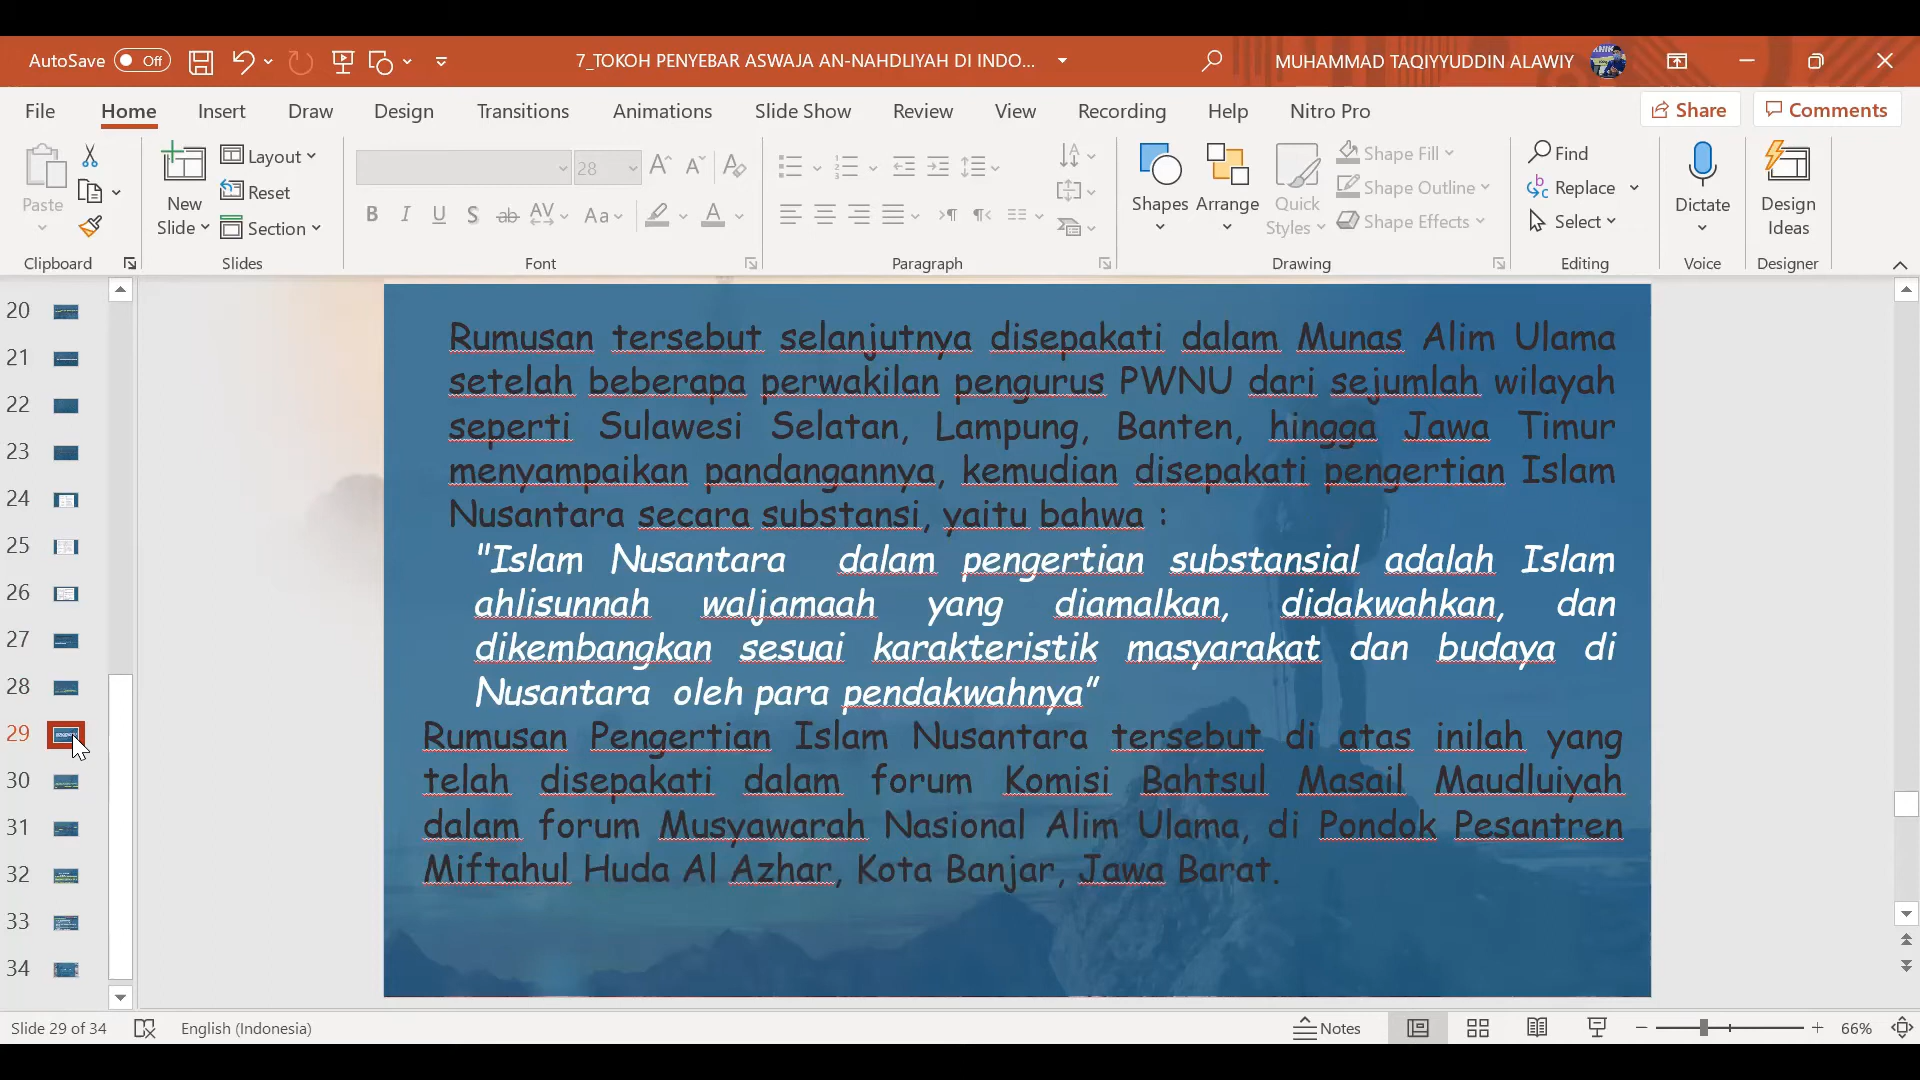 AutoSave Off 7_TOKOH PENYEBAR ASWAJA AN-NAHDLIYAH DI INDO... MUHAMMAD TAQIYYUDDIN ALAWIY
File Home Insert Draw Design Transitions Animations Slide Show Review View Recording Help Nitro Pro Share Comments
Paste
New Slide
Layout
Reset
Section
28
Shapes Arrange Quick Styles
Shape Fill
Shape Outline
Shape Effects
Find
Replace
Select
Dictate
Design Ideas
Clipboard Slides Font Paragraph Drawing Editing Voice Designer
20
21
22
23
24
25
26
27
28
29
30
31
32
33
34
Rumusan tersebut selanjutnya disepakati dalam Munas Alim Ulama
setelah beberapa perwakilan pengurus PWNU dari sejumlah wilayah
seperti Sulawesi Selatan, Lampung, Banten, hingga Jawa Timur
menyampaikan pandangannya, kemudian disepakati pengertian Islam
Nusantara secara substansi, yaitu bahwa :
"Islam Nusantara dalam pengertian substansial adalah Islam
ahlisunnah waljamaah yang diamalkan, didakwahkan, dan
dikembangkan sesuai karakteristik masyarakat dan budaya di
Nusantara oleh para pendakwahnya"
Rumusan Pengertian Islam Nusantara tersebut di atas inilah yang
telah disepakati dalam forum Komisi Bahtsul Masail Maudluiyah
dalam forum Musyawarah Nasional Alim Ulama, di Pondok Pesantren
Miftahul Huda Al Azhar, Kota Banjar, Jawa Barat.
Slide 29 of 34 English (Indonesia) Notes 66%